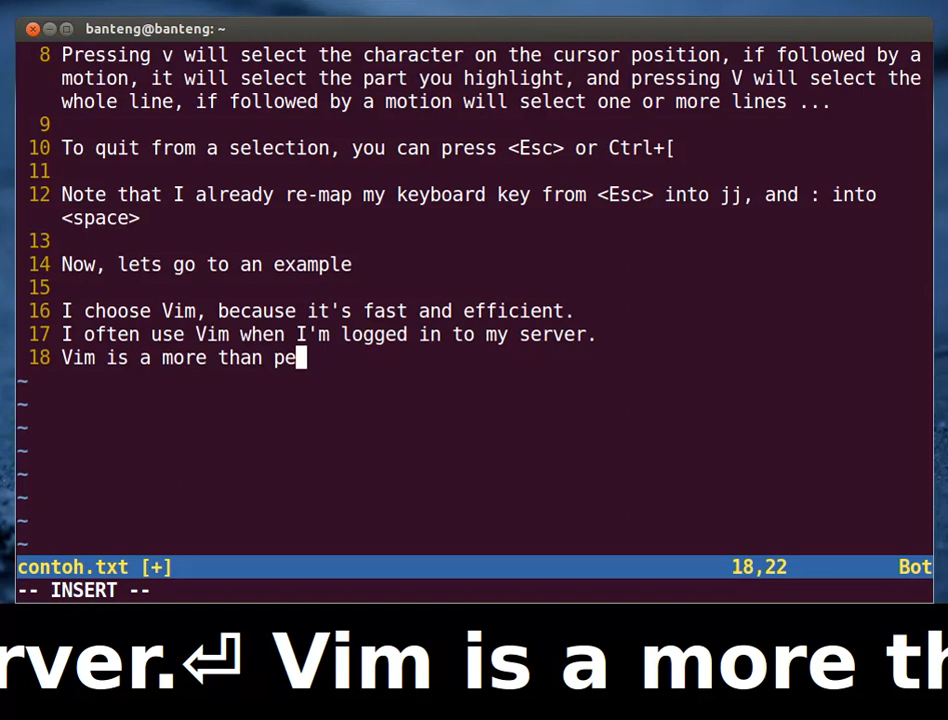 banteng@banteng: ~
8 Pressing v will select the character on the cursor position, if followed by a
motion, it will select the part you highlight, and pressing V will select the
whole line, if followed by a motion will select one or more lines ...
9
10 To quit from a selection, you can press <Esc> or Ctrl+[
11
12 Note that I already re-map my keyboard key from <Esc> into jj, and : into
<space>
13
14 Now, lets go to an example
15
16 I choose Vim, because it's fast and efficient.
17 I often use Vim when I'm logged in to my server.
18 Vim is a more than pe
~
~
~
~
~
~
~
~
contoh.txt [+] 18,22 Bot
-- INSERT --
rver.⏎ Vim is a more th